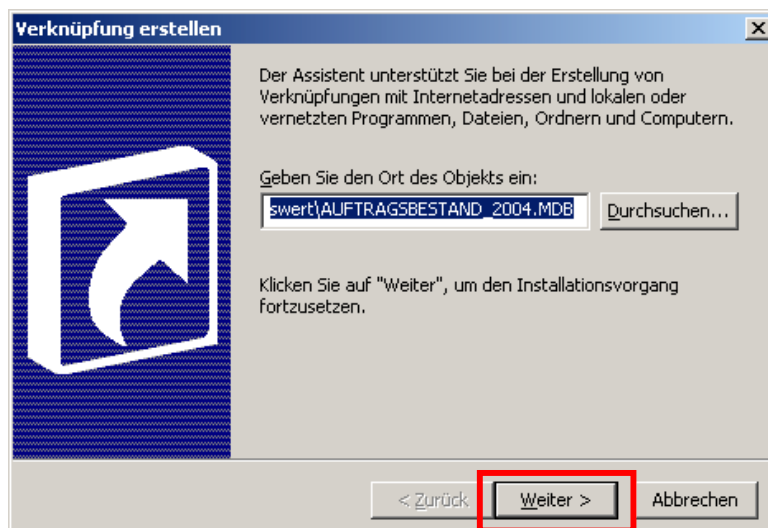 Verknüpfung erstellen
Der Assistent unterstützt Sie bei der Erstellung von
Verknüpfungen mit Internetadressen und lokalen oder
vernetzten Programmen, Dateien, Ordnern und Computern.
Geben Sie den Ort des Objekts ein:
swert\AUFTRAGSBESTAND_2004.MDB
Durchsuchen...
Klicken Sie auf "Weiter", um den Installationsvorgang
fortzusetzen.
< Zurück
Weiter >
Abbrechen